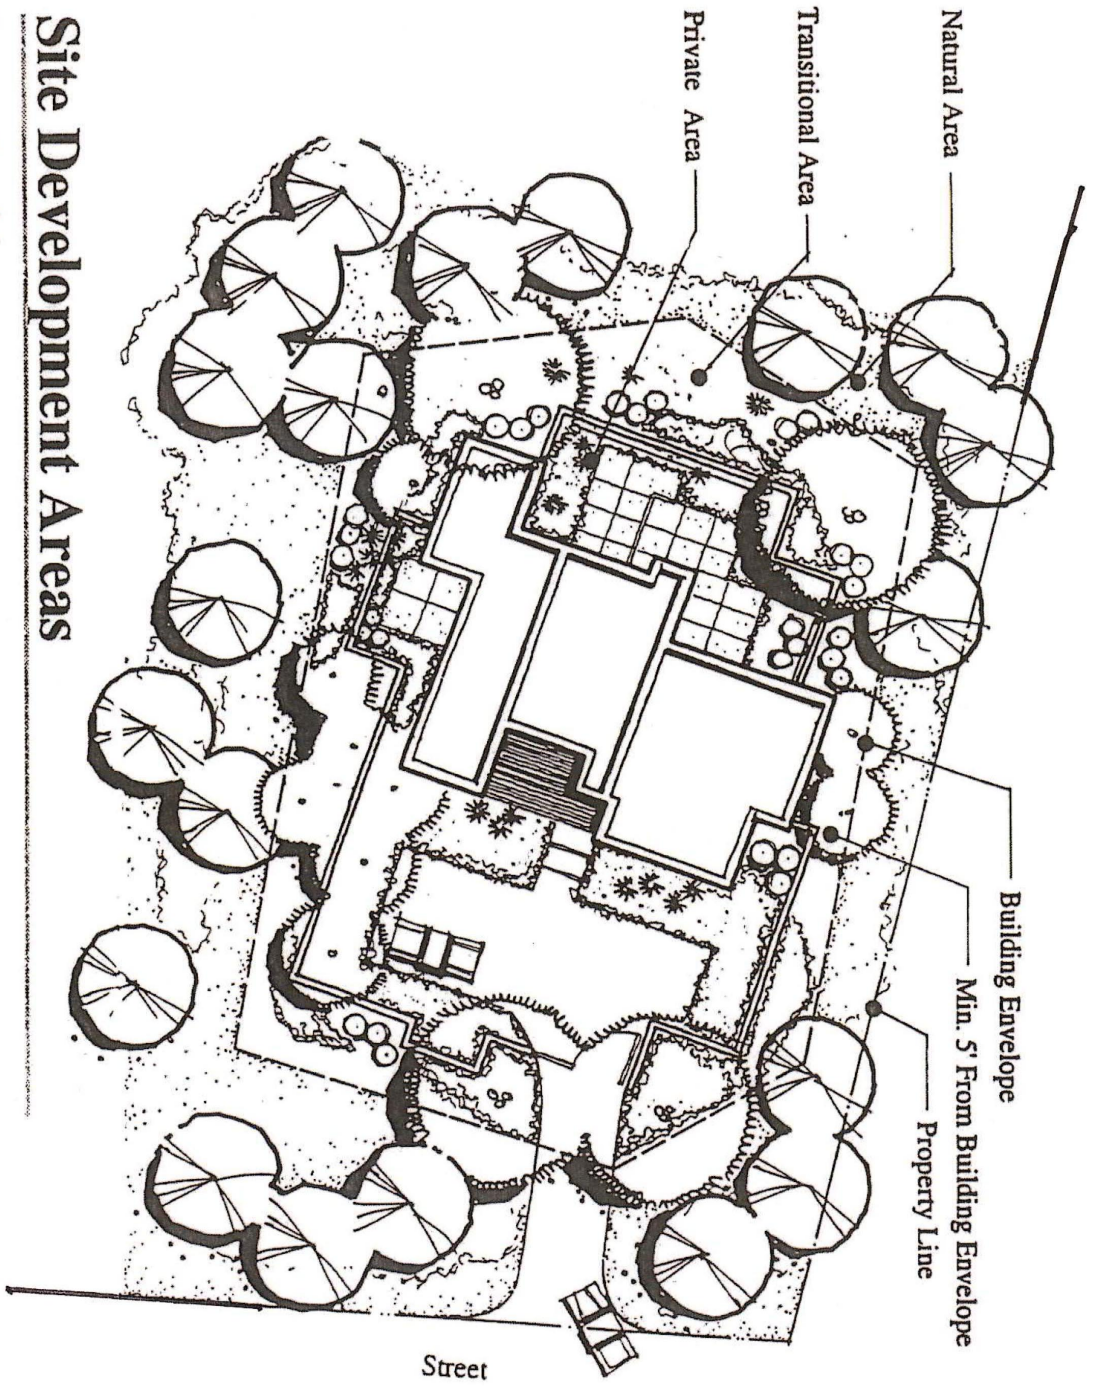 Natural Area
Transitional Area
Private Area
Building Envelope
Min. 5' From Building Envelope
Property Line
Street
Site Development Areas